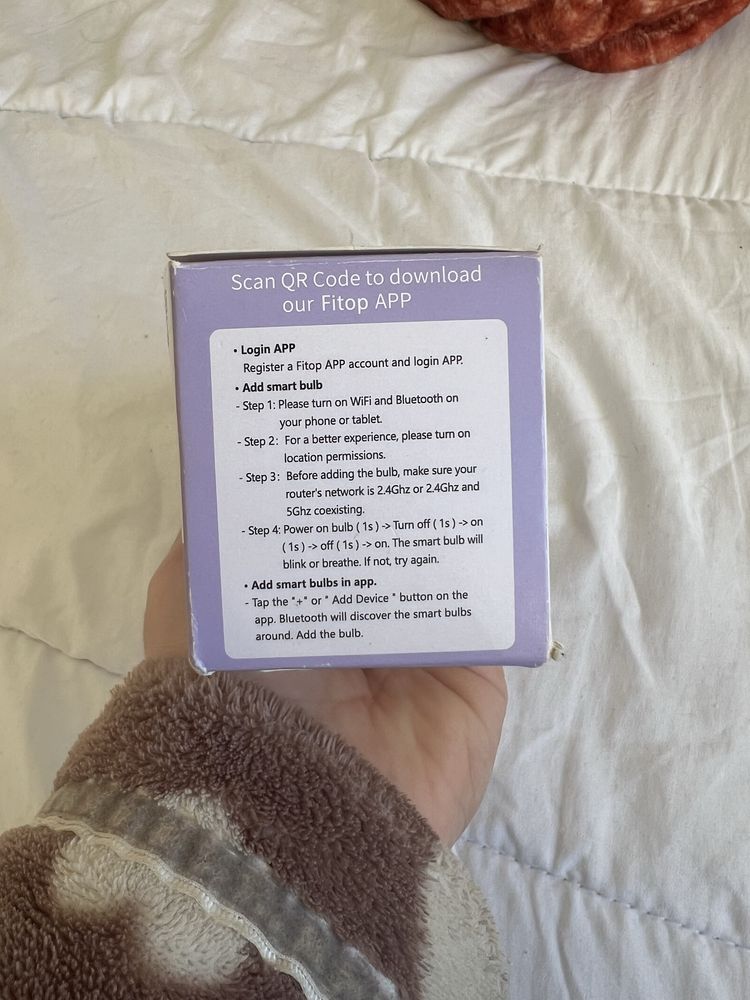 Scan QR Code to download
our Fitop APP
• Login APP
Register a Fitop APP account and login APP.
• Add smart bulb
- Step 1: Please turn on WiFi and Bluetooth on
your phone or tablet.
- Step 2: For a better experience, please turn on
location permissions.
- Step 3: Before adding the bulb, make sure your
router's network is 2.4Ghz or 2.4Ghz and
5Ghz coexisting.
- Step 4: Power on bulb ( 1s ) -> Turn off ( 1s ) -> on
( 1s ) -> off ( 1s ) -> on. The smart bulb will
blink or breathe. If not, try again.
• Add smart bulbs in app.
- Tap the "+" or " Add Device " button on the
app. Bluetooth will discover the smart bulbs
around. Add the bulb.